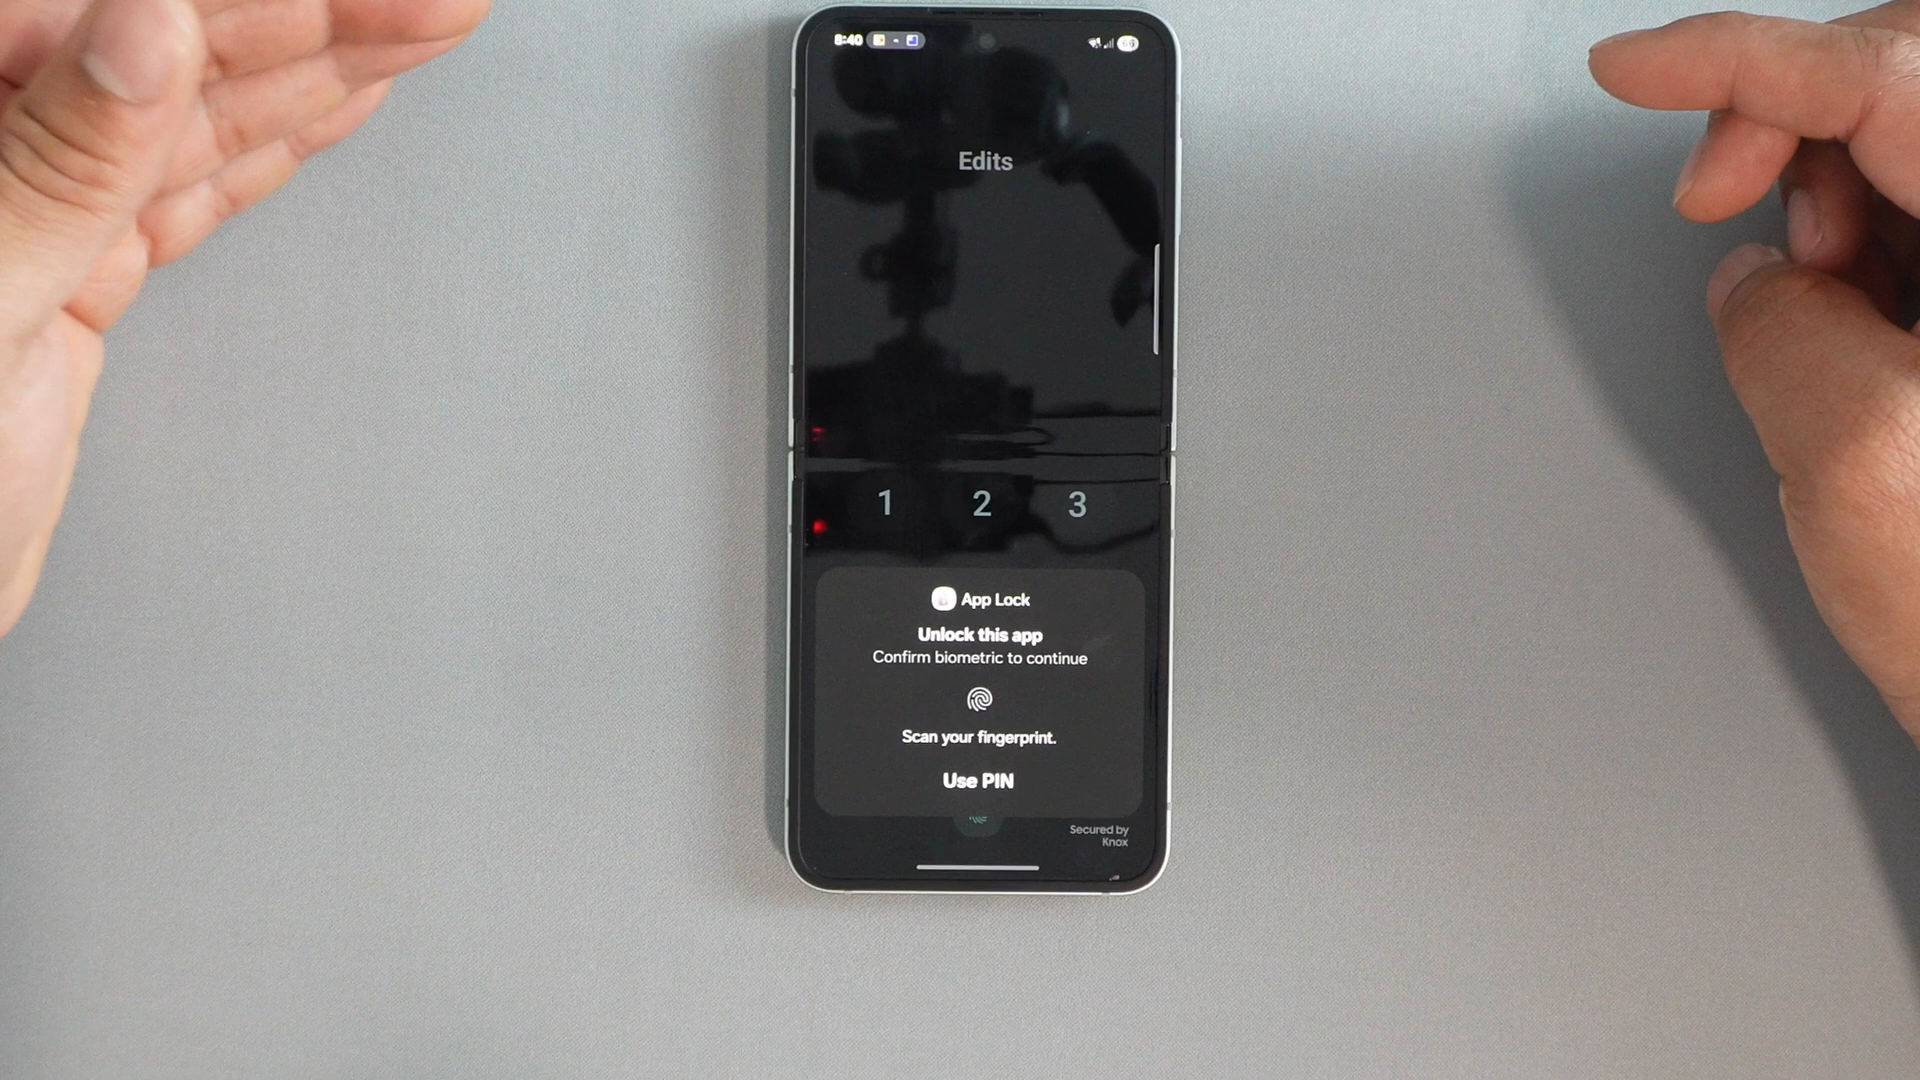 8:40
Edits
1 2 3
App Lock
Unlock this app
Confirm biometric to continue
Scan your fingerprint.
Use PIN
Secured by
Knox